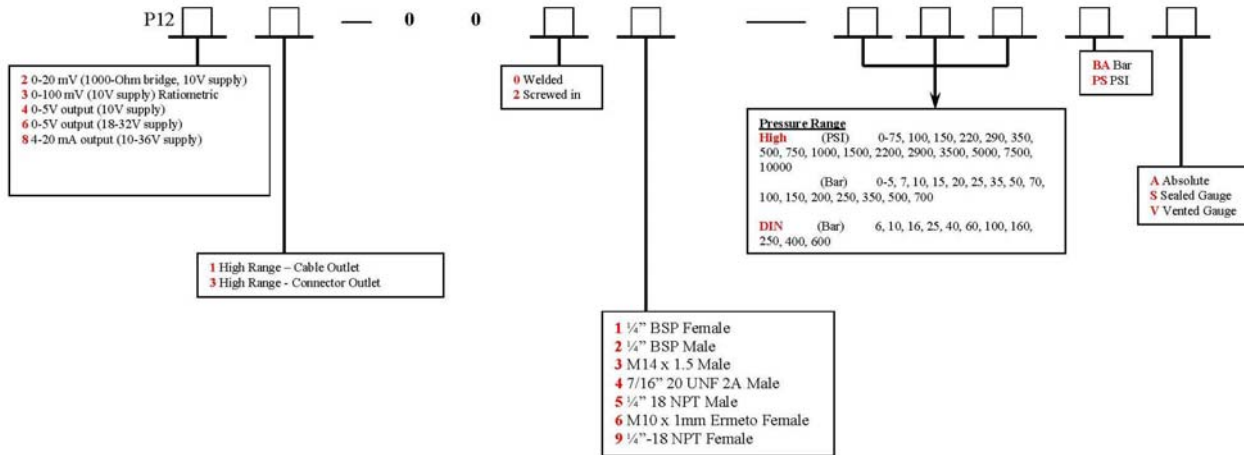 P12 — 0 0 —
2 0-20 mV (1000-Ohm bridge, 10V supply)
3 0-100 mV (10V supply) Ratiometric
4 0-5V output (10V supply)
6 0-5V output (18-32V supply)
8 4-20 mA output (10-36V supply)
0 Welded
2 Screwed in
BA Bar
PS PSI
Pressure Range
High (PSI) 0-75, 100, 150, 220, 290, 350,
500, 750, 1000, 1500, 2200, 2900, 3500, 5000, 7500,
10000
(Bar) 0-5, 7, 10, 15, 20, 25, 35, 50, 70,
100, 150, 200, 250, 350, 500, 700
DIN (Bar) 6, 10, 16, 25, 40, 60, 100, 160,
250, 400, 600
A Absolute
S Sealed Gauge
V Vented Gauge
1 High Range – Cable Outlet
3 High Range - Connector Outlet
1 ¼” BSP Female
2 ¼” BSP Male
3 M14 x 1.5 Male
4 7/16” 20 UNF 2A Male
5 ¼” 18 NPT Male
6 M10 x 1mm Ermeto Female
9 ¼”-18 NPT Female